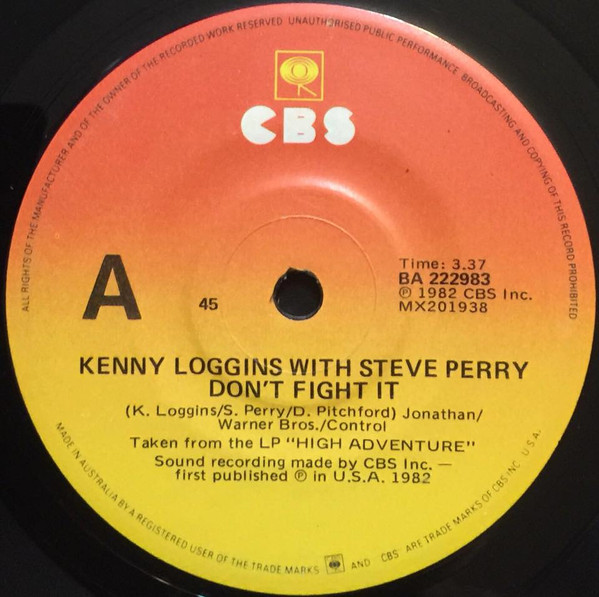 ALL RIGHTS OF THE MANUFACTURER AND OF THE OWNER OF THE RECORDED WORK RESERVED UNAUTHORISED PUBLIC PERFORMANCE BROADCASTING AND COPYING OF THIS RECORD PROHIBITED
CBS
A
45
Time: 3.37
BA 222983
℗ 1982 CBS Inc.
MX201938
KENNY LOGGINS WITH STEVE PERRY
DON'T FIGHT IT
(K. Loggins/S. Perry/D. Pitchford) Jonathan/
Warner Bros./Control
Taken from the LP "HIGH ADVENTURE"
Sound recording made by CBS Inc. —
first published ℗ in U.S.A. 1982
MADE IN AUSTRALIA BY A REGISTERED USER OF THE TRADE MARKS AND "CBS" ARE TRADE MARKS OF CBS INC. U.S.A.